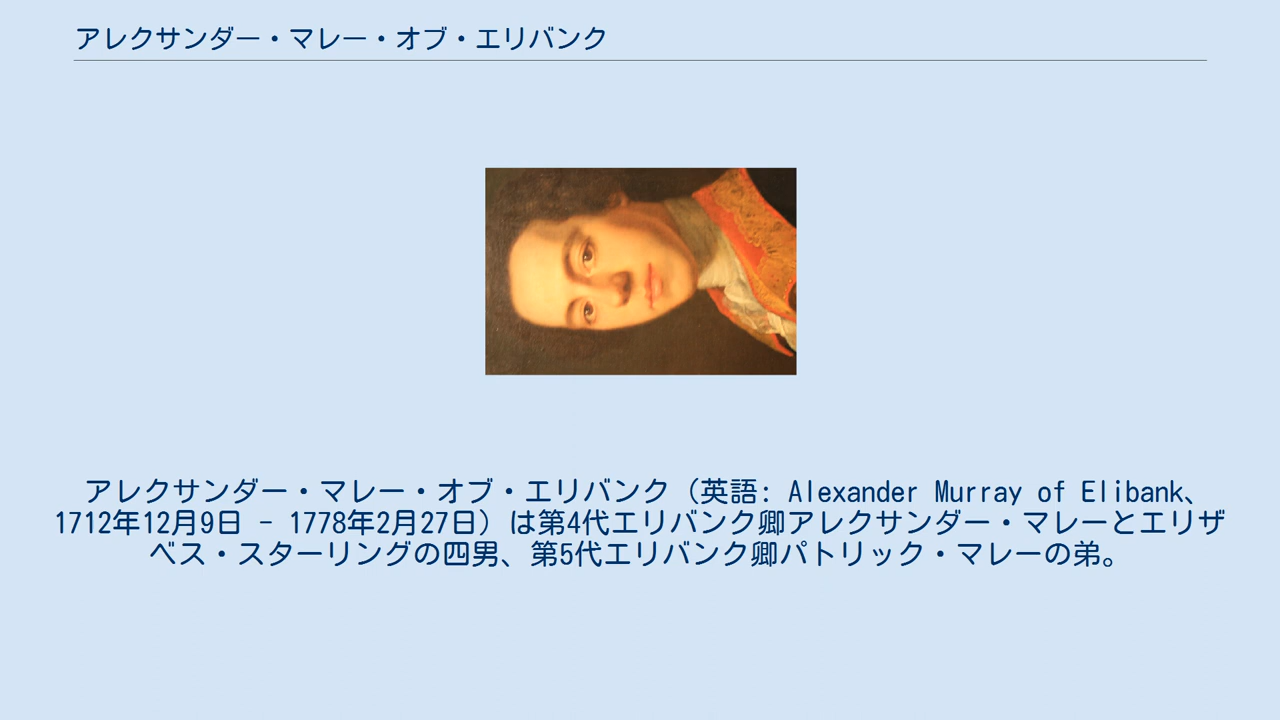 アレクサンダー・マレー・オブ・エリバンク
アレクサンダー・マレー・オブ・エリバンク（英語: Alexander Murray of Elibank、
1712年12月9日 - 1778年2月27日）は第4代エリバンク卿アレクサンダー・マレーとエリザ
ベス・スターリングの四男、第5代エリバンク卿パトリック・マレーの弟。